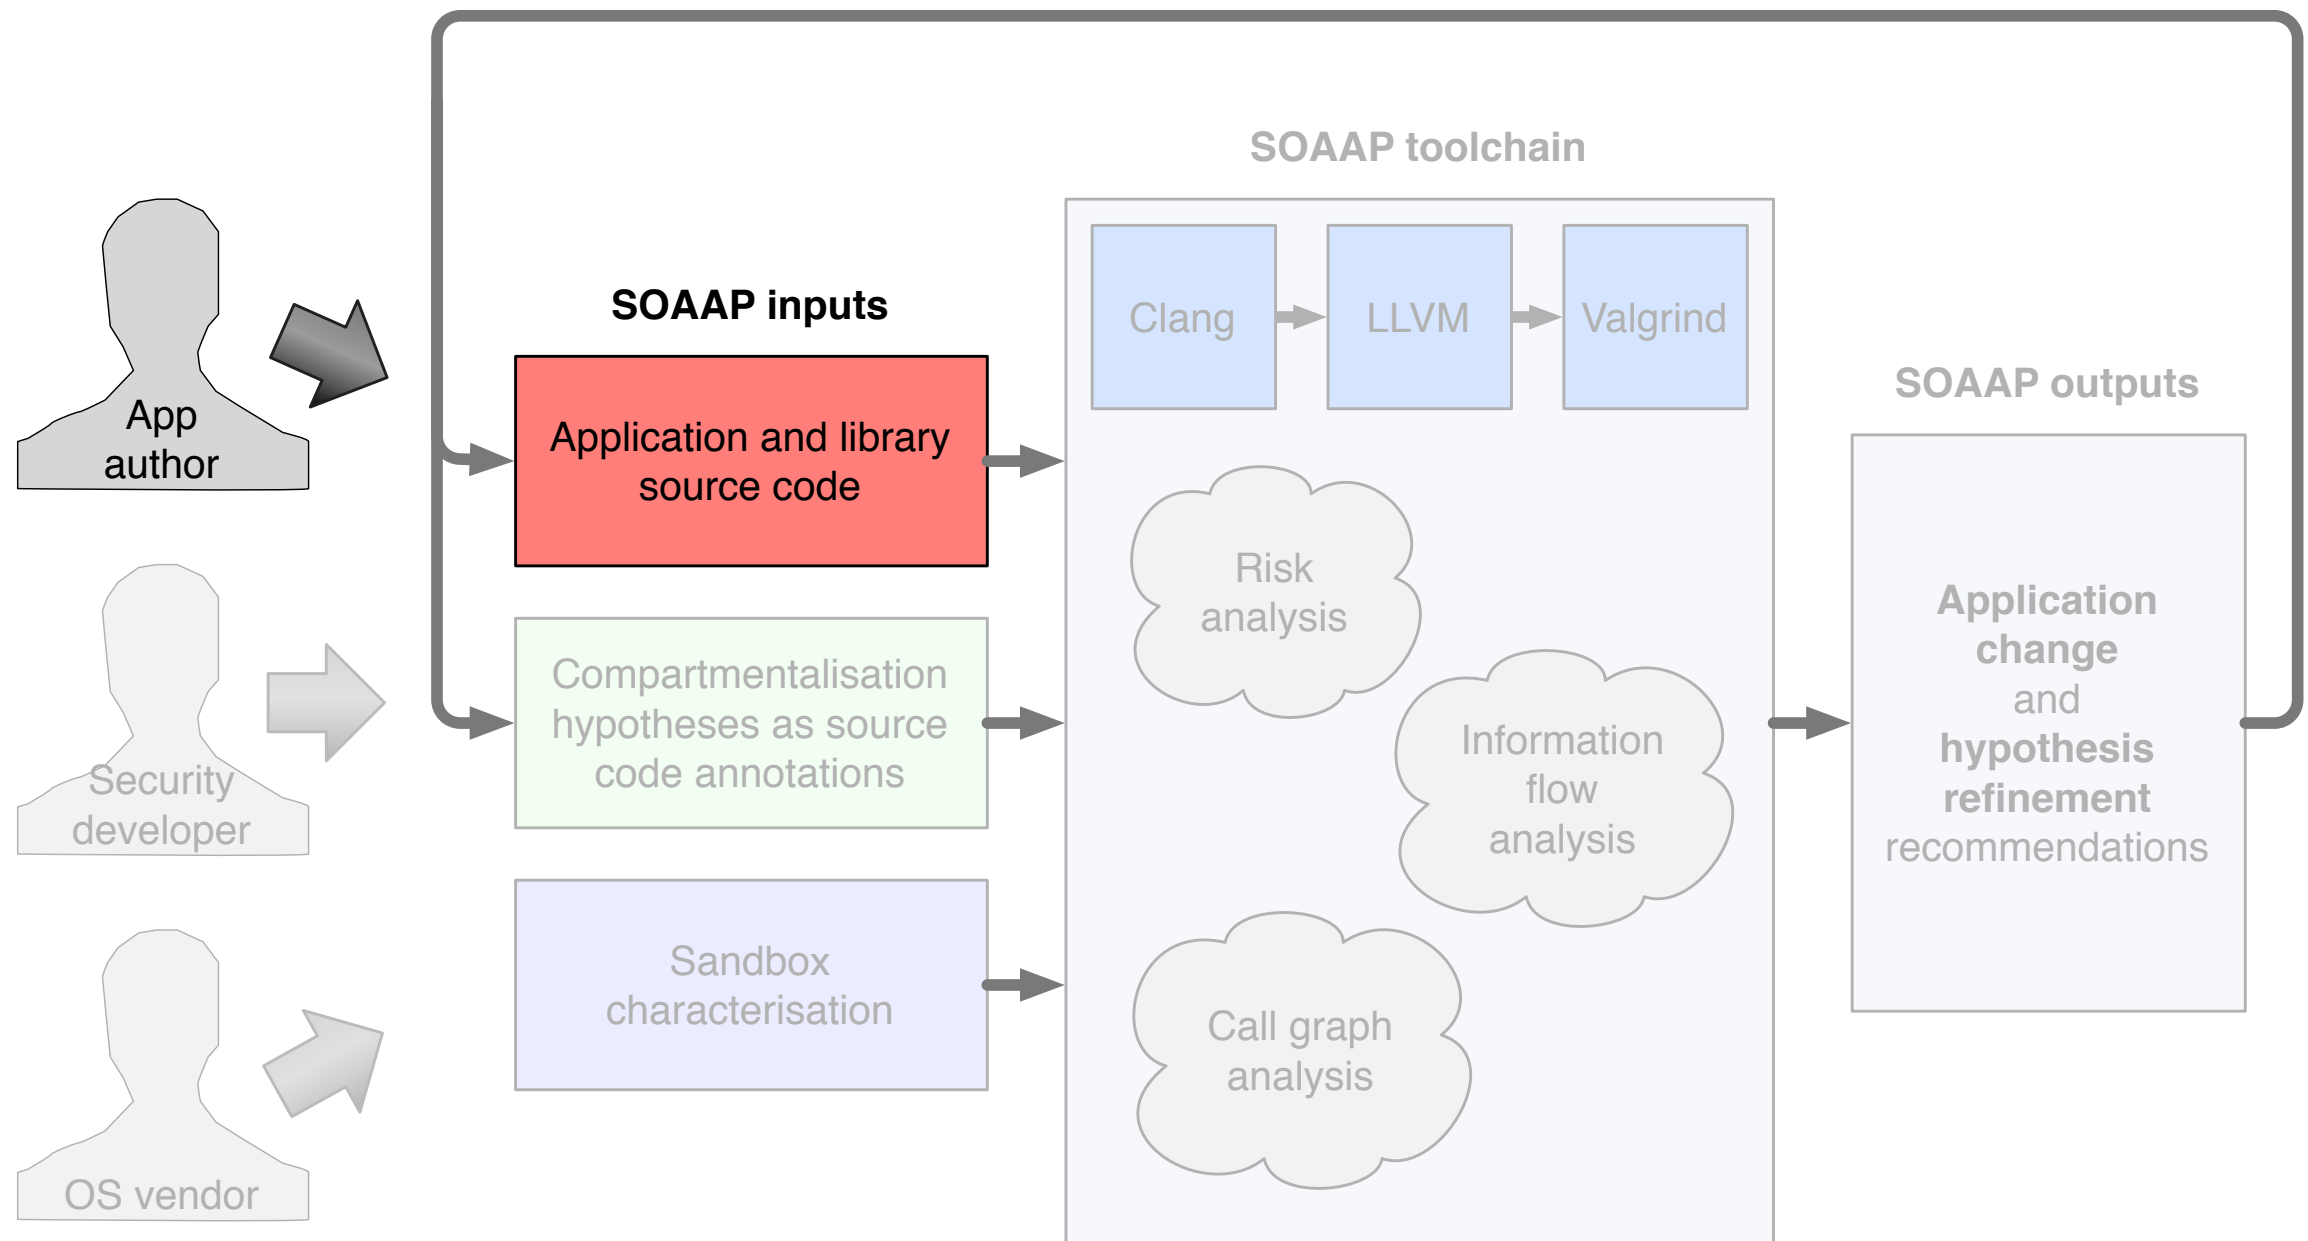 SOAAP toolchain
SOAAP inputs
SOAAP outputs
App
author
Security
developer
OS vendor
Application and library
source code
Compartmentalisation
hypotheses as source
code annotations
Sandbox
characterisation
Clang
LLVM
Valgrind
Risk
analysis
Information
flow
analysis
Call graph
analysis
Application
change
and
hypothesis
refinement
recommendations